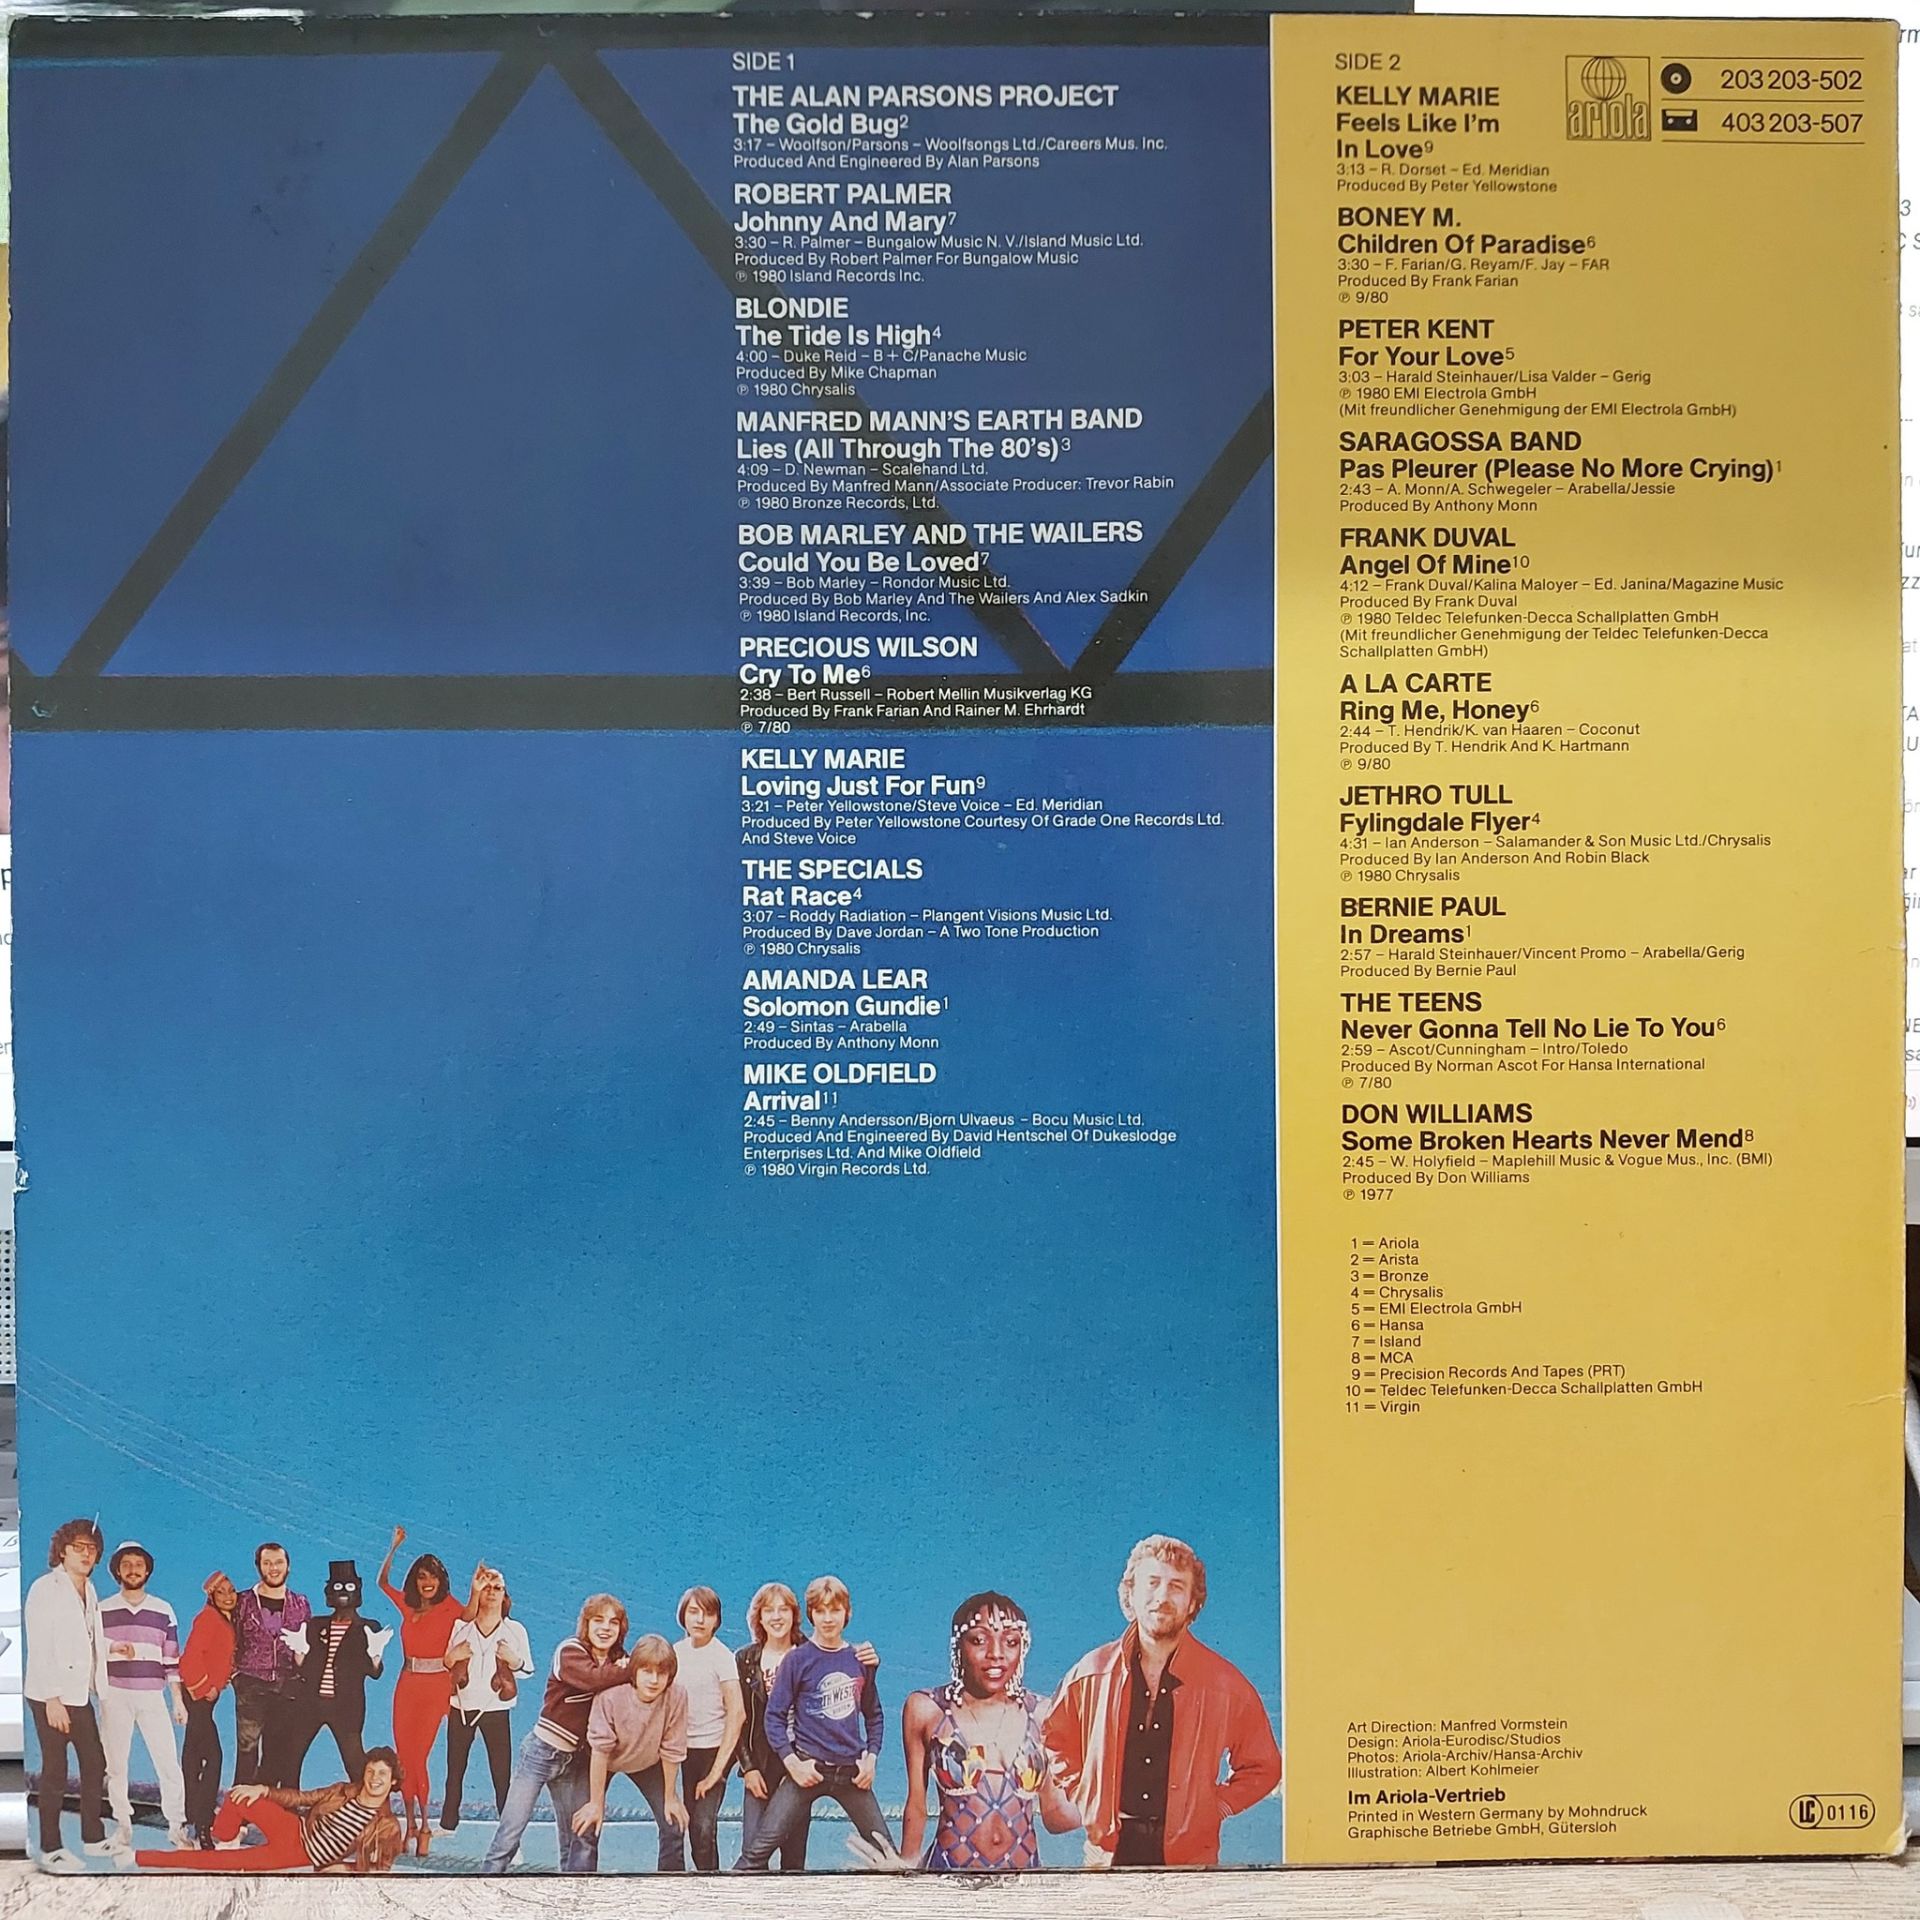 SIDE 1
THE ALAN PARSONS PROJECT
The Gold Bug2
3:17 – Woolfson/Parsons – Woolfsongs Ltd./Careers Mus. Inc.
Produced And Engineered By Alan Parsons
ROBERT PALMER
Johnny And Mary7
3:30 – R. Palmer – Bungalow Music N. V./Island Music Ltd.
Produced By Robert Palmer For Bungalow Music
℗ 1980 Island Records Inc.
BLONDIE
The Tide Is High4
4:00 – Duke Reid – B + C/Panache Music
Produced By Mike Chapman
℗ 1980 Chrysalis
MANFRED MANN'S EARTH BAND
Lies (All Through The 80's)3
4:09 – D. Newman – Scalehand Ltd.
Produced By Manfred Mann/Associate Producer: Trevor Rabin
℗ 1980 Bronze Records, Ltd.
BOB MARLEY AND THE WAILERS
Could You Be Loved7
3:39 – Bob Marley – Rondor Music Ltd.
Produced By Bob Marley And The Wailers And Alex Sadkin
℗ 1980 Island Records, Inc.
PRECIOUS WILSON
Cry To Me6
2:38 – Bert Russell – Robert Mellin Musikverlag KG
Produced By Frank Farian And Rainer M. Ehrhardt
℗ 7/80
KELLY MARIE
Loving Just For Fun9
3:21 – Peter Yellowstone/Steve Voice – Ed. Meridian
Produced By Peter Yellowstone Courtesy Of Grade One Records Ltd.
And Steve Voice
THE SPECIALS
Rat Race4
3:07 – Roddy Radiation – Plangent Visions Music Ltd.
Produced By Dave Jordan – A Two Tone Production
℗ 1980 Chrysalis
AMANDA LEAR
Solomon Gundie1
2:49 – Sintas – Arabella
Produced By Anthony Monn
MIKE OLDFIELD
Arrival11
2:45 – Benny Andersson/Bjorn Ulvaeus – Bocu Music Ltd.
Produced And Engineered By David Hentschel Of Dukeslodge
Enterprises Ltd. And Mike Oldfield
℗ 1980 Virgin Records Ltd.
SIDE 2
KELLY MARIE
Feels Like I'm
In Love9
3:13 – R. Dorset – Ed. Meridian
Produced By Peter Yellowstone
ariola
203 203-502
403 203-507
BONEY M.
Children Of Paradise6
3:30 – F. Farian/G. Reyam/F. Jay – FAR
Produced By Frank Farian
℗ 9/80
PETER KENT
For Your Love5
3:03 – Harald Steinhauer/Lisa Valder – Gerig
℗ 1980 EMI Electrola GmbH
(Mit freundlicher Genehmigung der EMI Electrola GmbH)
SARAGOSSA BAND
Pas Pleurer (Please No More Crying)1
2:43 – A. Monn/A. Schwegeler – Arabella/Jessie
Produced By Anthony Monn
FRANK DUVAL
Angel Of Mine10
4:12 – Frank Duval/Kalina Maloyer – Ed. Janina/Magazine Music
Produced By Frank Duval
℗ 1980 Teldec Telefunken-Decca Schallplatten GmbH
(Mit freundlicher Genehmigung der Teldec Telefunken-Decca
Schallplatten GmbH)
A LA CARTE
Ring Me, Honey6
2:44 – T. Hendrik/K. van Haaren – Coconut
Produced By T. Hendrik And K. Hartmann
℗ 9/80
JETHRO TULL
Fylingdale Flyer4
4:31 – Ian Anderson – Salamander & Son Music Ltd./Chrysalis
Produced By Ian Anderson And Robin Black
℗ 1980 Chrysalis
BERNIE PAUL
In Dreams1
2:57 – Harald Steinhauer/Vincent Promo – Arabella/Gerig
Produced By Bernie Paul
THE TEENS
Never Gonna Tell No Lie To You6
2:59 – Ascot/Cunningham – Intro/Toledo
Produced By Norman Ascot For Hansa International
℗ 7/80
DON WILLIAMS
Some Broken Hearts Never Mend8
2:45 – W. Holyfield – Maplehill Music & Vogue Mus., Inc. (BMI)
Produced By Don Williams
℗ 1977
1 = Ariola
2 = Arista
3 = Bronze
4 = Chrysalis
5 = EMI Electrola GmbH
6 = Hansa
7 = Island
8 = MCA
9 = Precision Records And Tapes (PRT)
10 = Teldec Telefunken-Decca Schallplatten GmbH
11 = Virgin
Art Direction: Manfred Vormstein
Design: Ariola-Eurodisc/Studios
Photos: Ariola-Archiv/Hansa-Archiv
Illustration: Albert Kohlmeier
Im Ariola-Vertrieb
Printed in Western Germany by Mohndruck
Graphische Betriebe GmbH, Gütersloh
LC 0116